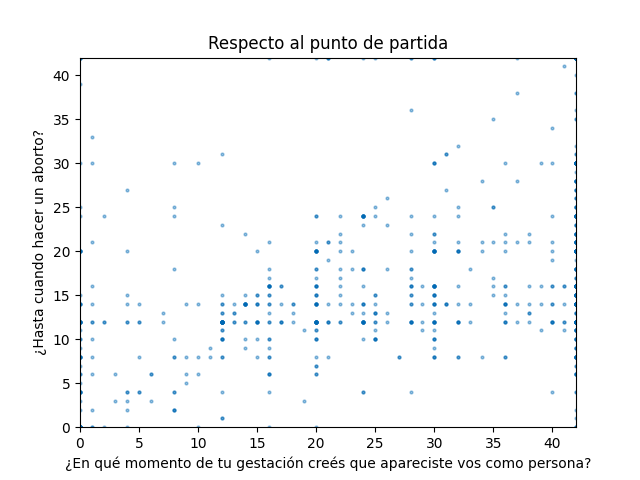 Respecto al punto de partida
¿Hasta cuando hacer un aborto?
40
35
30
25
20
15
10
5
0
0 5 10 15 20 25 30 35 40
¿En qué momento de tu gestación creés que apareciste vos como persona?